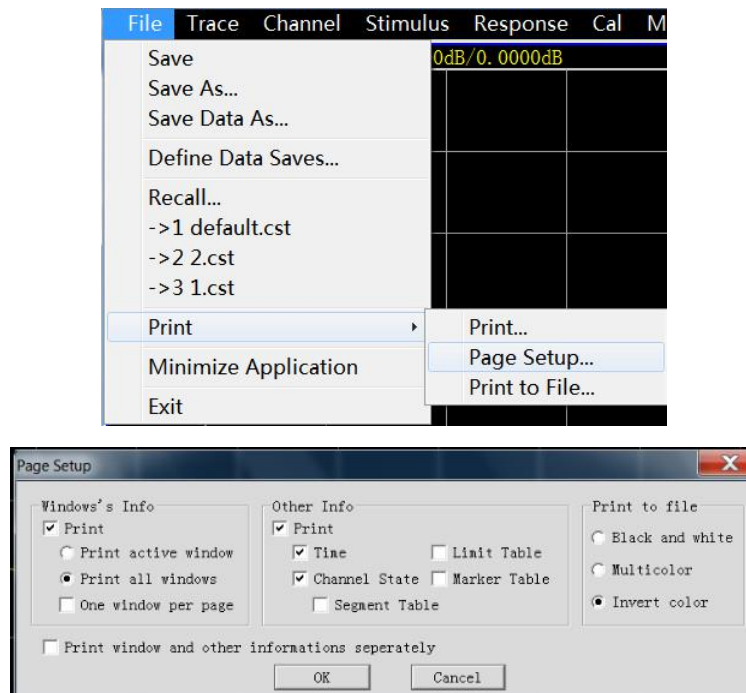 File Trace Channel Stimulus Response Cal M
0dB/0.0000dB
Save
Save As...
Save Data As...
Define Data Saves...
Recall...
->1 default.cst
->2 2.cst
->3 1.cst
Print
Print...
Page Setup...
Print to File...
Minimize Application
Exit
Page Setup
Windows's Info
Print
Print active window
Print all windows
One window per page
Other Info
Print
Time
Limit Table
Channel State
Marker Table
Segment Table
Print to file
Black and white
Multicolor
Invert color
Print window and other informations seperately
OK
Cancel